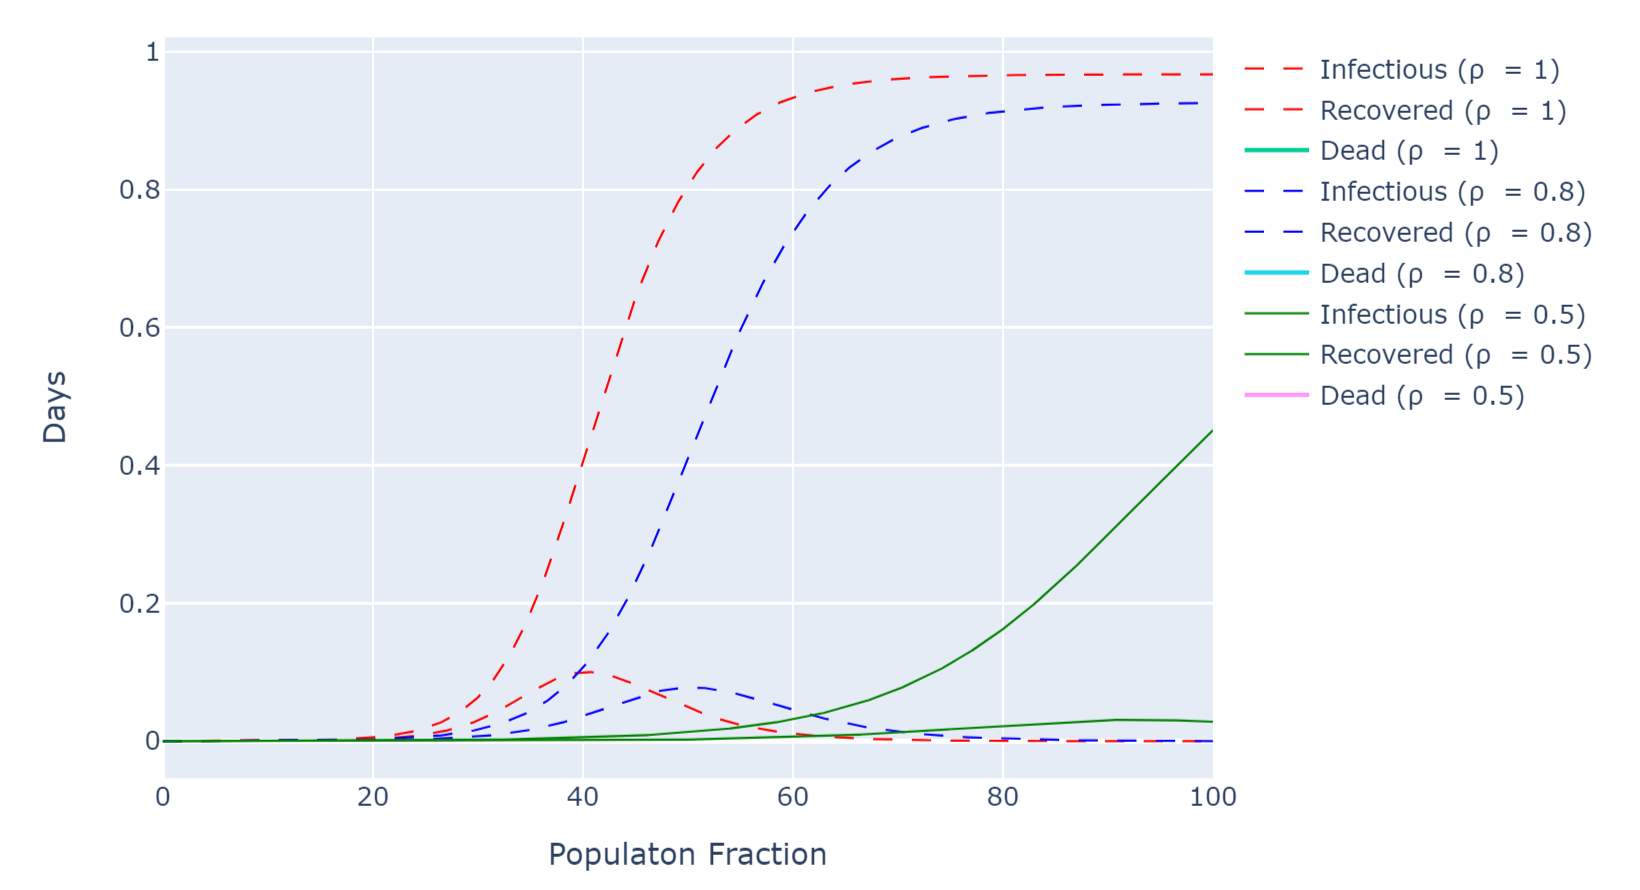 1
0.8
0.6
0.4
0.2
0
Days
0 20 40 60 80 100
Populaton Fraction
Infectious (ρ = 1)
Recovered (ρ = 1)
Dead (ρ = 1)
Infectious (ρ = 0.8)
Recovered (ρ = 0.8)
Dead (ρ = 0.8)
Infectious (ρ = 0.5)
Recovered (ρ = 0.5)
Dead (ρ = 0.5)